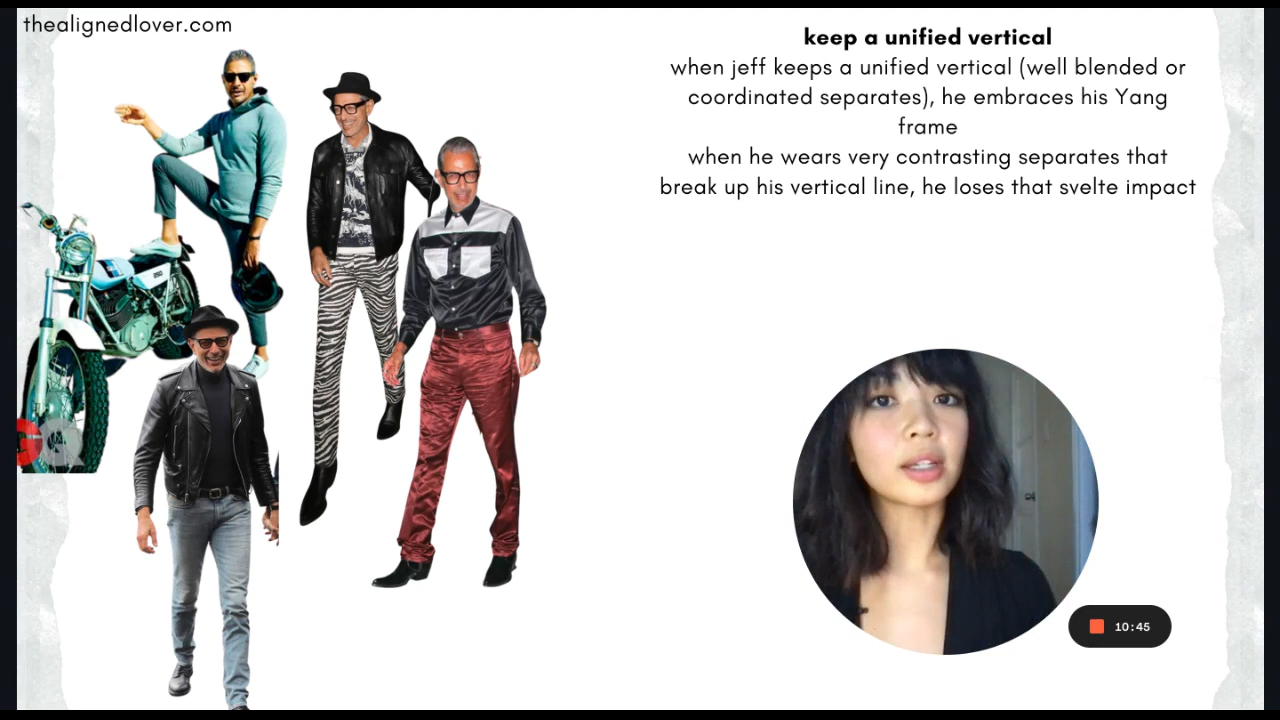 thealignedlover.com
keep a unified vertical
when jeff keeps a unified vertical (well blended or
coordinated separates), he embraces his Yang
frame
when he wears very contrasting separates that
break up his vertical line, he loses that svelte impact
250
GQ
10:45